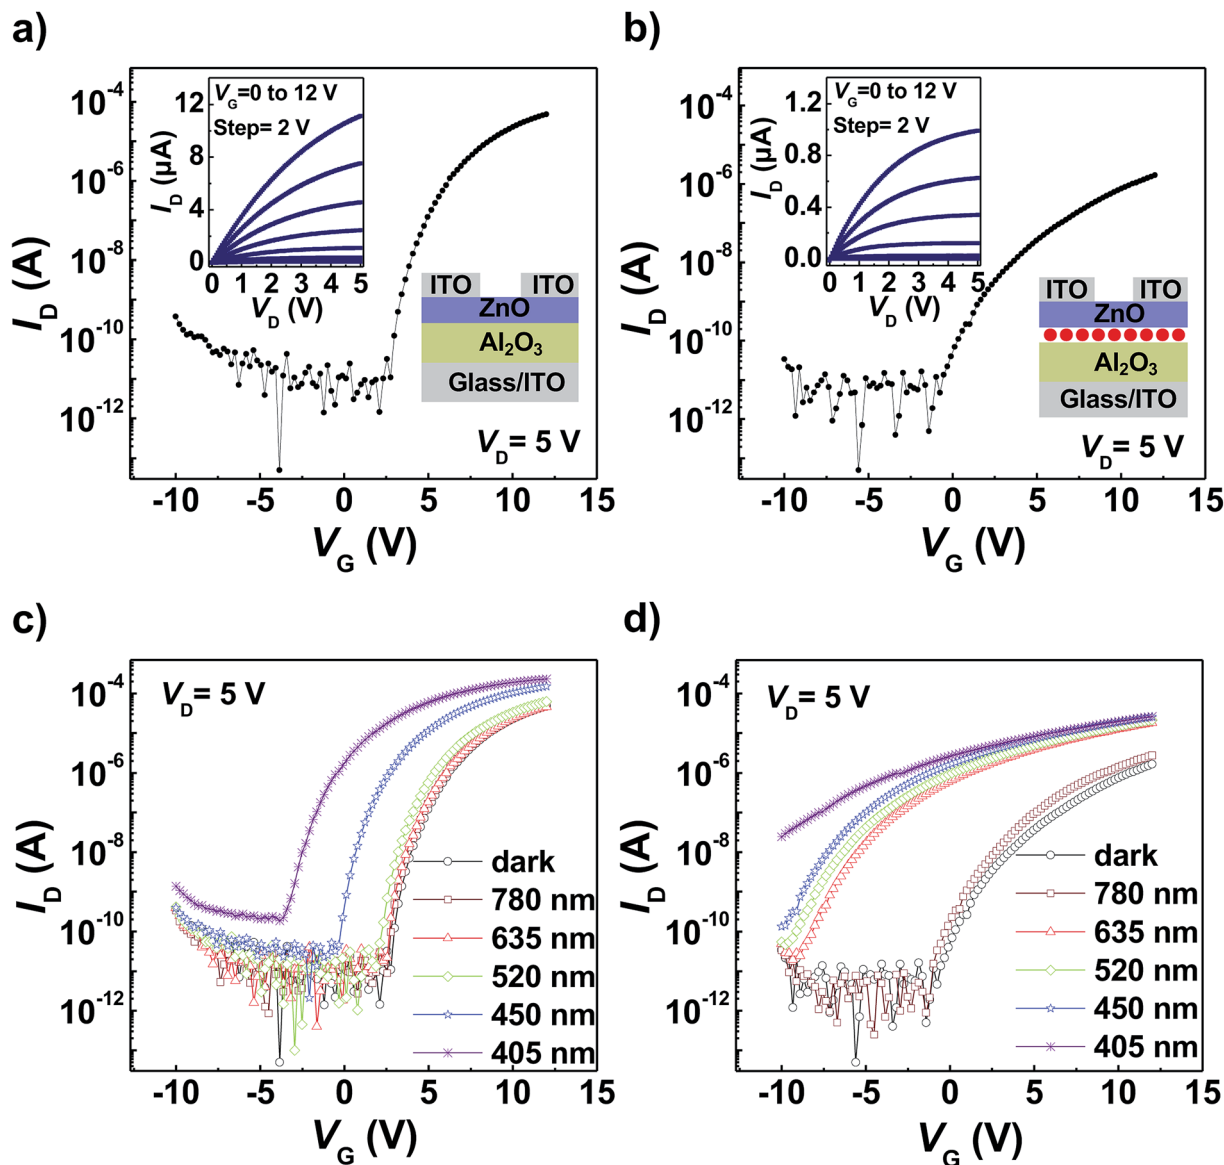 a)
I_D (A)
10^-4
10^-6
10^-8
10^-10
10^-12
-10 -5 0 5 10 15
V_G (V)
V_G=0 to 12 V
Step= 2 V
I_D (µA)
12
8
4
0
0 1 2 3 4 5
V_D (V)
ITO ITO
ZnO
Al_2O_3
Glass/ITO
V_D= 5 V
b)
I_D (A)
10^-4
10^-6
10^-8
10^-10
10^-12
-10 -5 0 5 10 15
V_G (V)
V_G=0 to 12 V
Step= 2 V
I_D (µA)
1.2
0.8
0.4
0.0
0 1 2 3 4 5
V_D (V)
ITO ITO
ZnO
Al_2O_3
Glass/ITO
V_D= 5 V
c)
V_D= 5 V
I_D (A)
10^-4
10^-6
10^-8
10^-10
10^-12
dark
780 nm
635 nm
520 nm
450 nm
405 nm
-10 -5 0 5 10 15
V_G (V)
d)
V_D= 5 V
I_D (A)
10^-4
10^-6
10^-8
10^-10
10^-12
dark
780 nm
635 nm
520 nm
450 nm
405 nm
-10 -5 0 5 10 15
V_G (V)